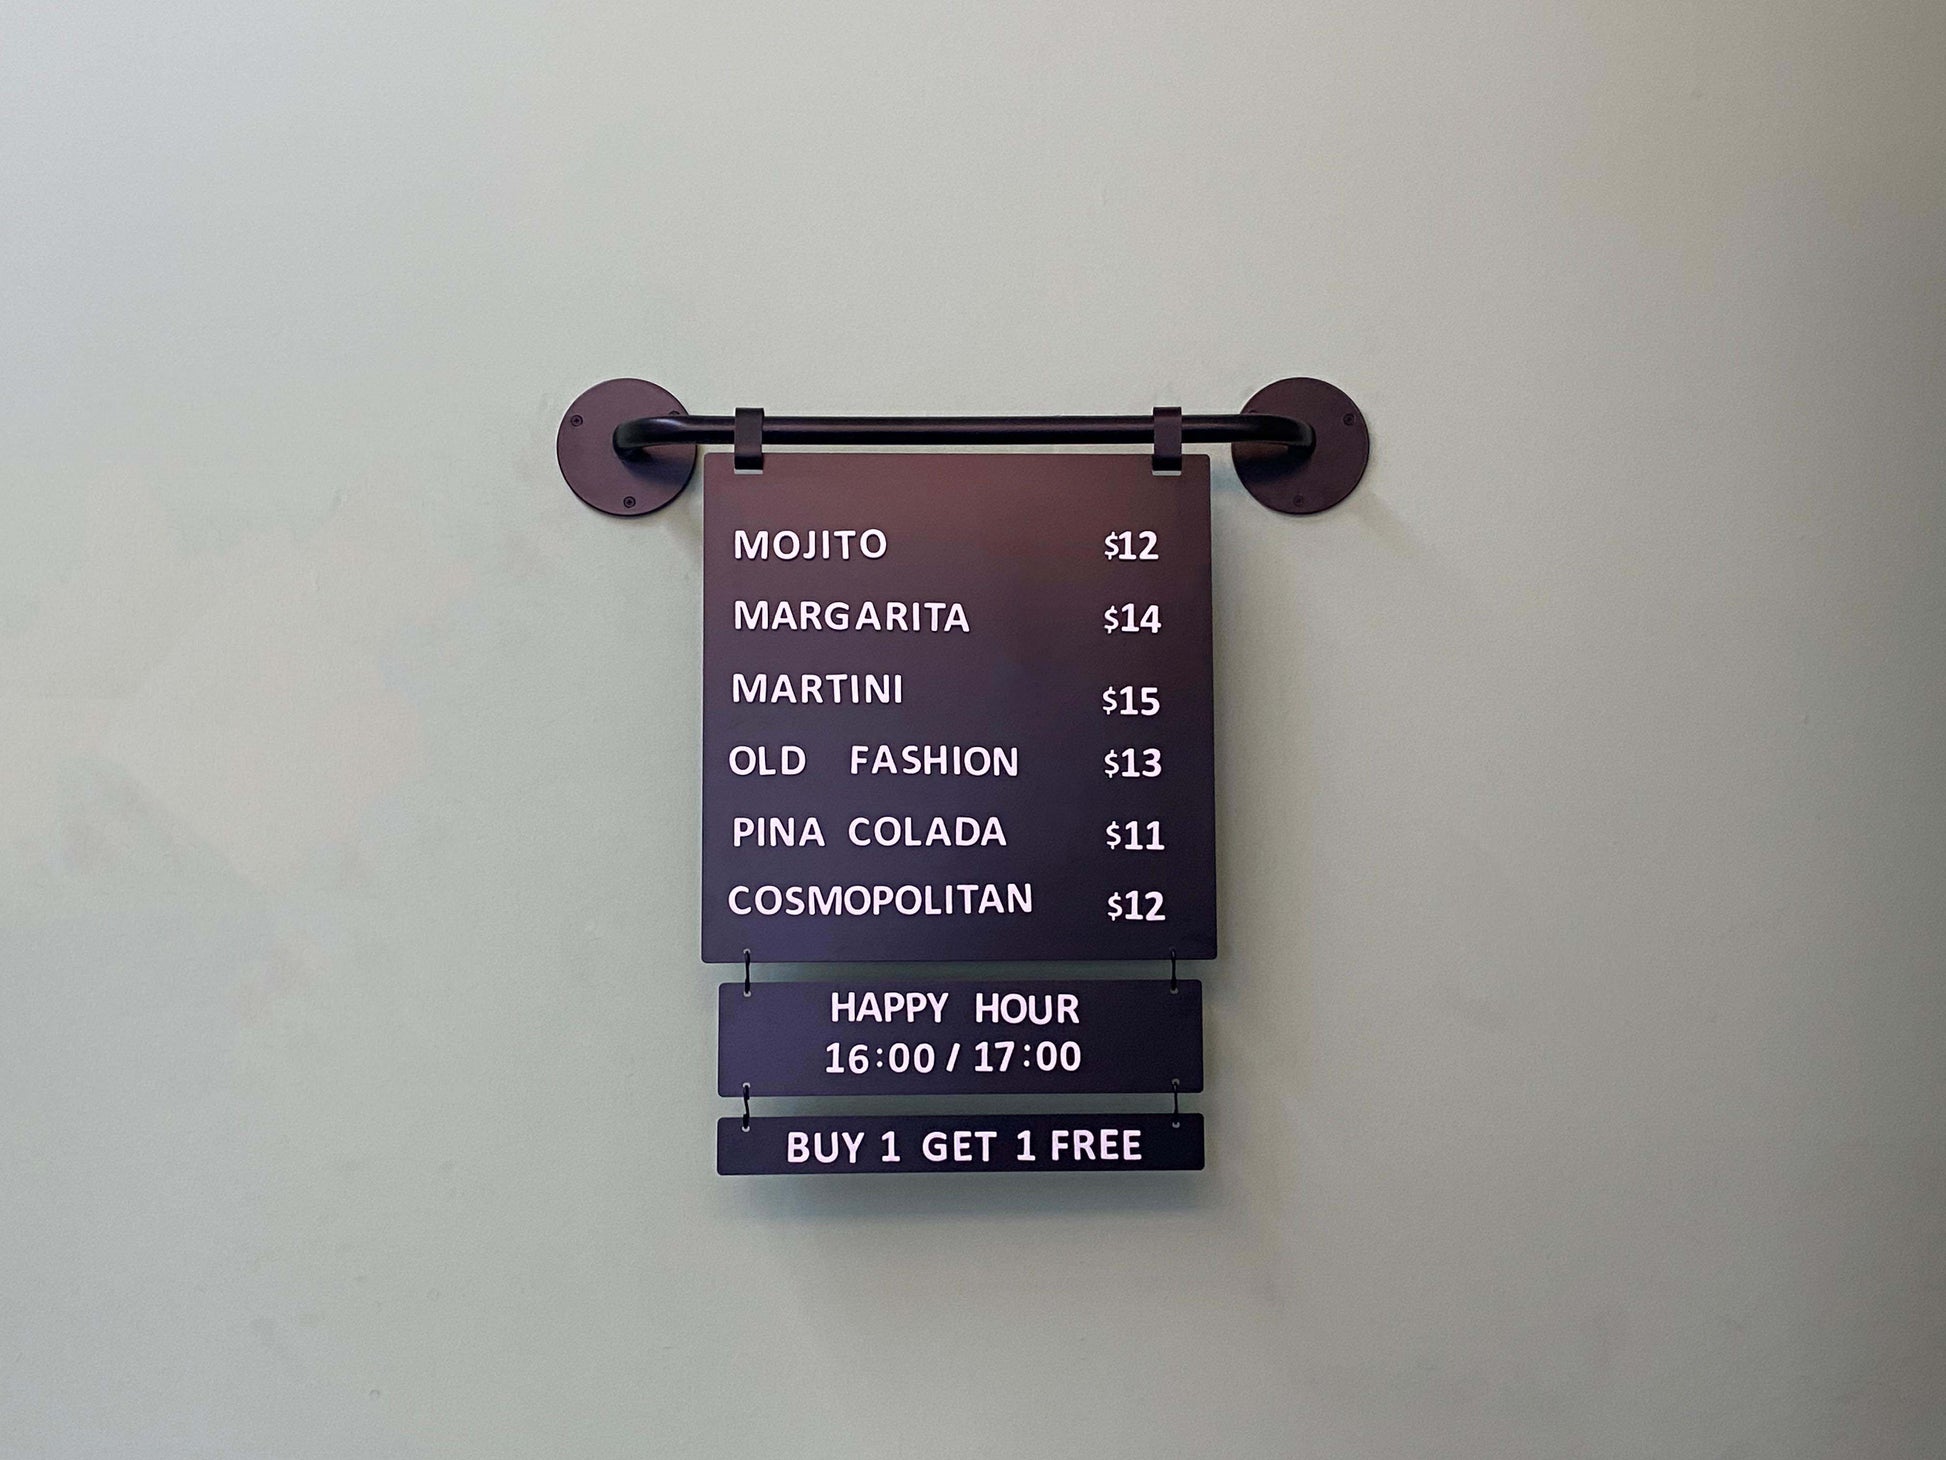 MOJITO $12
MARGARITA $14
MARTINI $15
OLD FASHION $13
PINA COLADA $11
COSMOPOLITAN $12
HAPPY HOUR
16:00 / 17:00
BUY 1 GET 1 FREE